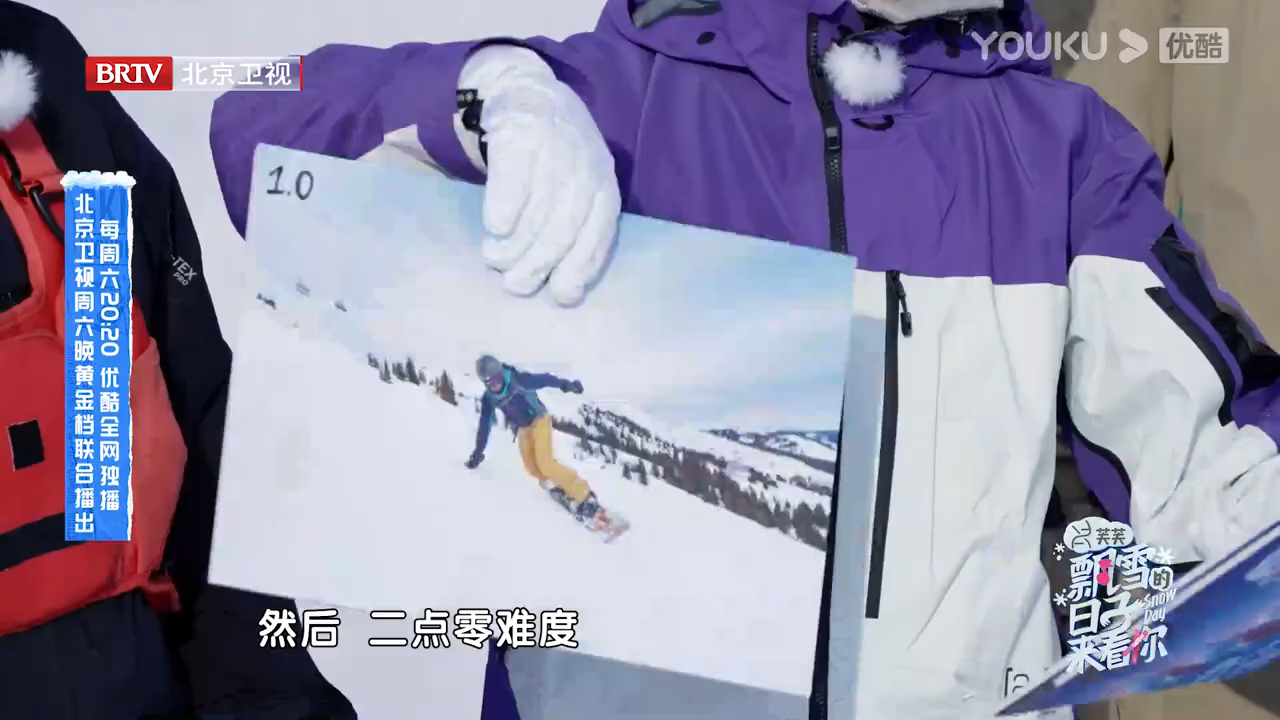 BRTV 北京卫视
YOUKU 优酷
每周六20:20 优酷全网独播
北京卫视周六晚黄金档联合播出
1.0
-TEX
PRO
芙芙
飘雪的
日子
Snow
Day
来看你
然后 二点零难度